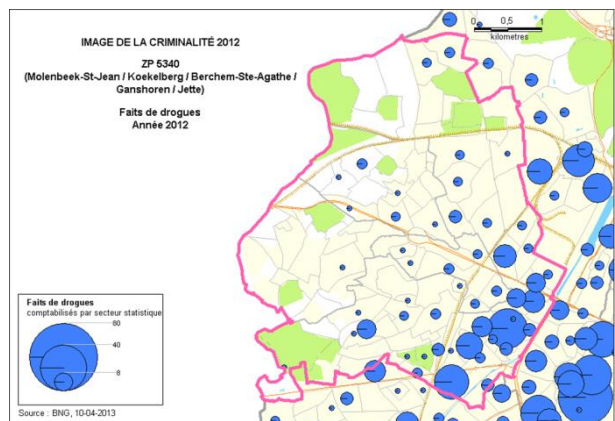 IMAGE DE LA CRIMINALITÉ 2012
ZP 5340
(Molenbeek-St-Jean / Koekelberg / Berchem-Ste-Agathe /
Ganshoren / Jette)
Faits de drogues
Année 2012
0 0,5 1
kilometres
Faits de drogues
comptabilisés par secteur statistique
80
40
8
Source : BNG, 10-04-2013